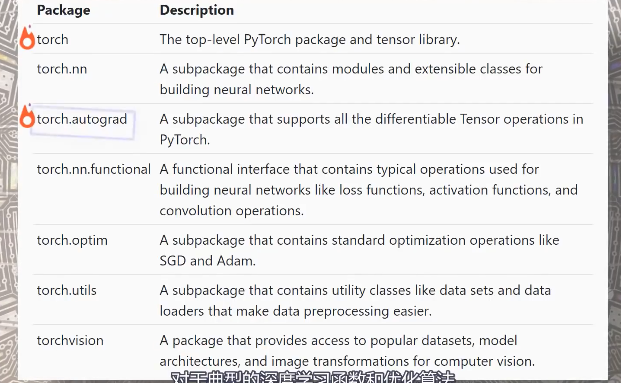 Package Description
torch The top-level PyTorch package and tensor library.
torch.nn A subpackage that contains modules and extensible classes for
building neural networks.
torch.autograd A subpackage that supports all the differentiable Tensor operations in
PyTorch.
torch.nn.functional A functional interface that contains typical operations used for
building neural networks like loss functions, activation functions, and
convolution operations.
torch.optim A subpackage that contains standard optimization operations like
SGD and Adam.
torch.utils A subpackage that contains utility classes like data sets and data
loaders that make data preprocessing easier.
torchvision A package that provides access to popular datasets, model
architectures, and image transformations for computer vision.
对于典型的深度学习函数和优化算法